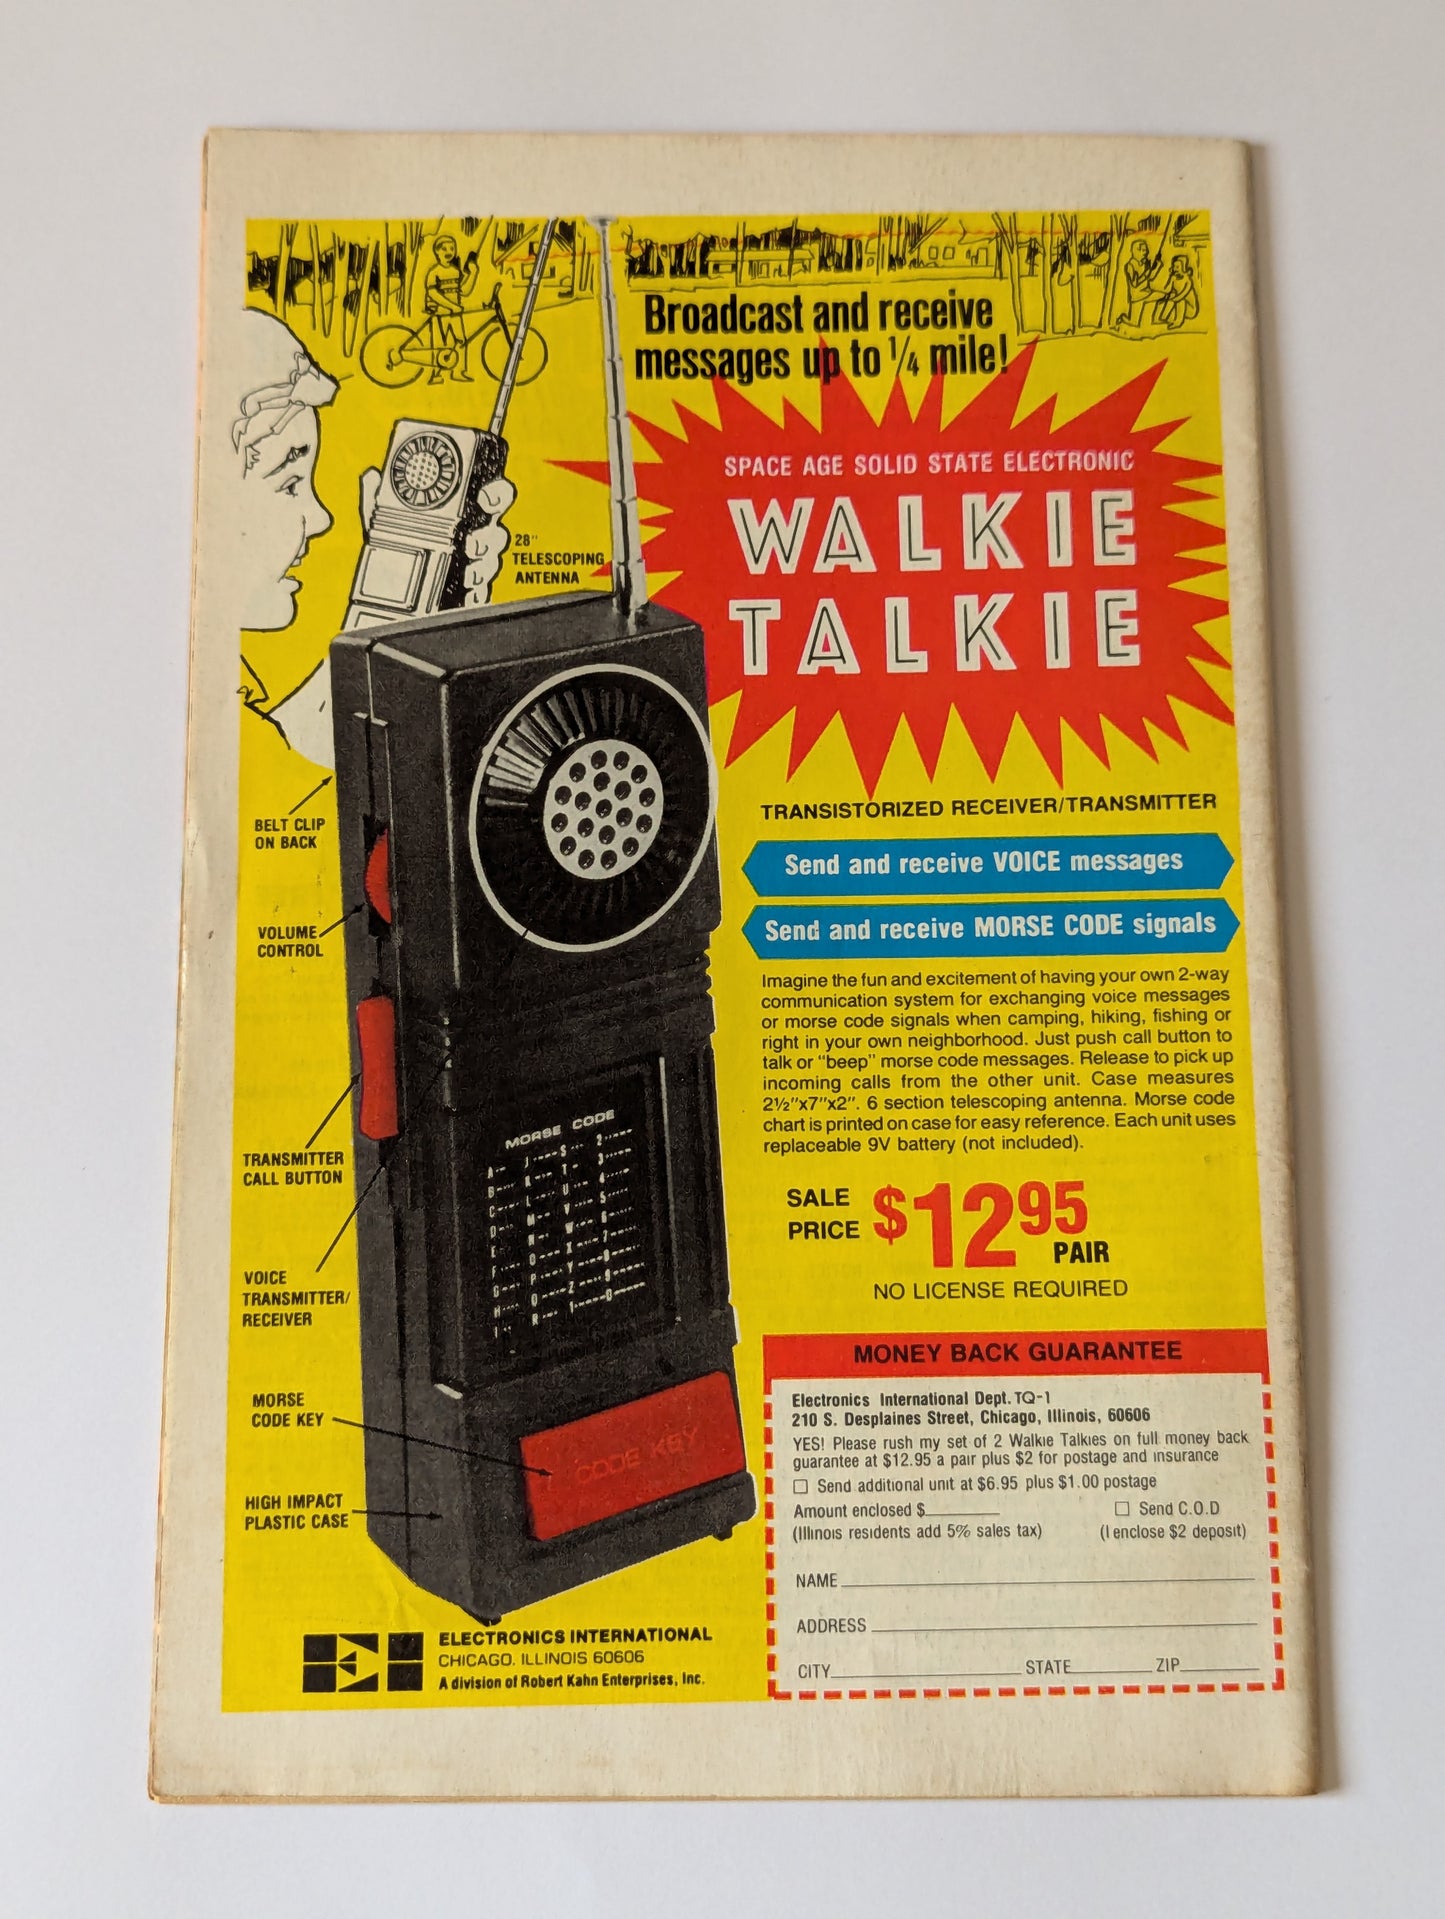 Broadcast and receive
messages up to 1/4 mile!
SPACE AGE SOLID STATE ELECTRONIC
WALKIE
TALKIE
28"
TELESCOPING
ANTENNA
TRANSISTORIZED RECEIVER/TRANSMITTER
BELT CLIP
ON BACK
Send and receive VOICE messages
VOLUME
CONTROL
Send and receive MORSE CODE signals
Imagine the fun and excitement of having your own 2-way
communication system for exchanging voice messages
or morse code signals when camping, hiking, fishing or
right in your own neighborhood. Just push call button to
talk or "beep" morse code messages. Release to pick up
incoming calls from the other unit. Case measures
2½"x7"x2". 6 section telescoping antenna. Morse code
chart is printed on case for easy reference. Each unit uses
replaceable 9V battery (not included).
MORSE CODE
TRANSMITTER
CALL BUTTON
SALE
PRICE
$12 95
PAIR
NO LICENSE REQUIRED
VOICE
TRANSMITTER/
RECEIVER
MORSE
CODE KEY
CODE KEY
HIGH IMPACT
PLASTIC CASE
MONEY BACK GUARANTEE
Electronics International Dept. TQ-1
210 S. Desplaines Street, Chicago, Illinois, 60606
YES! Please rush my set of 2 Walkie Talkies on full money back
guarantee at $12.95 a pair plus $2 for postage and insurance
☐ Send additional unit at $6.95 plus $1.00 postage
Amount enclosed $ ☐ Send C.O.D
(Illinois residents add 5% sales tax) (I enclose $2 deposit)
NAME
ADDRESS
CITY STATE ZIP
ELECTRONICS INTERNATIONAL
CHICAGO. ILLINOIS 60606
A division of Robert Kahn Enterprises, Inc.